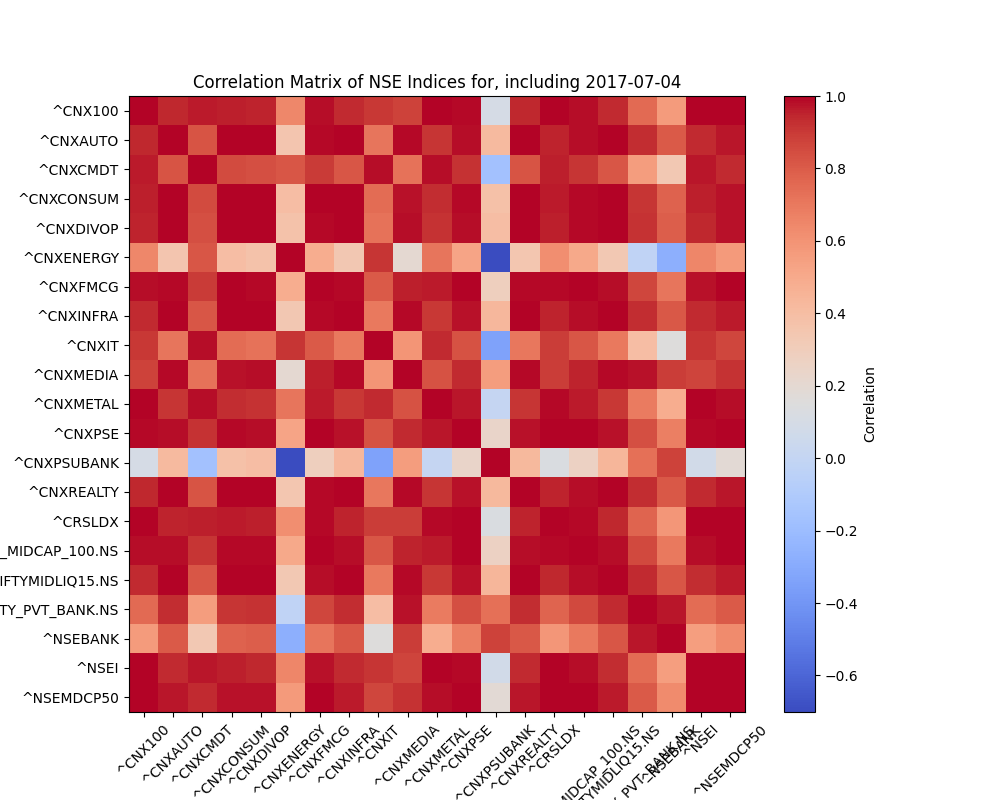 Correlation Matrix of NSE Indices for, including 2017-07-04
^CNX100
^CNXAUTO
^CNXCMDT
^CNXCONSUM
^CNXDIVOP
^CNXENERGY
^CNXFMCG
^CNXINFRA
^CNXIT
^CNXMEDIA
^CNXMETAL
^CNXPSE
^CNXPSUBANK
^CNXREALTY
^CRSLDX
_MIDCAP_100.NS
IFTYMIDLIQ15.NS
TY_PVT_BANK.NS
^NSEBANK
^NSEI
^NSEMDCP50
^CNX100
^CNXAUTO
^CNXCMDT
^CNXCONSUM
^CNXDIVOP
^CNXENERGY
^CNXFMCG
^CNXINFRA
^CNXIT
^CNXMEDIA
^CNXMETAL
^CNXPSE
^CNXPSUBANK
^CNXREALTY
^CRSLDX
MIDCAP_100.NS
TYMIDLIQ15.NS
PVT_BANK.NS
^NSEBANK
^NSEI
^NSEMDCP50
1.0
0.8
0.6
0.4
0.2
0.0
−0.2
−0.4
−0.6
Correlation